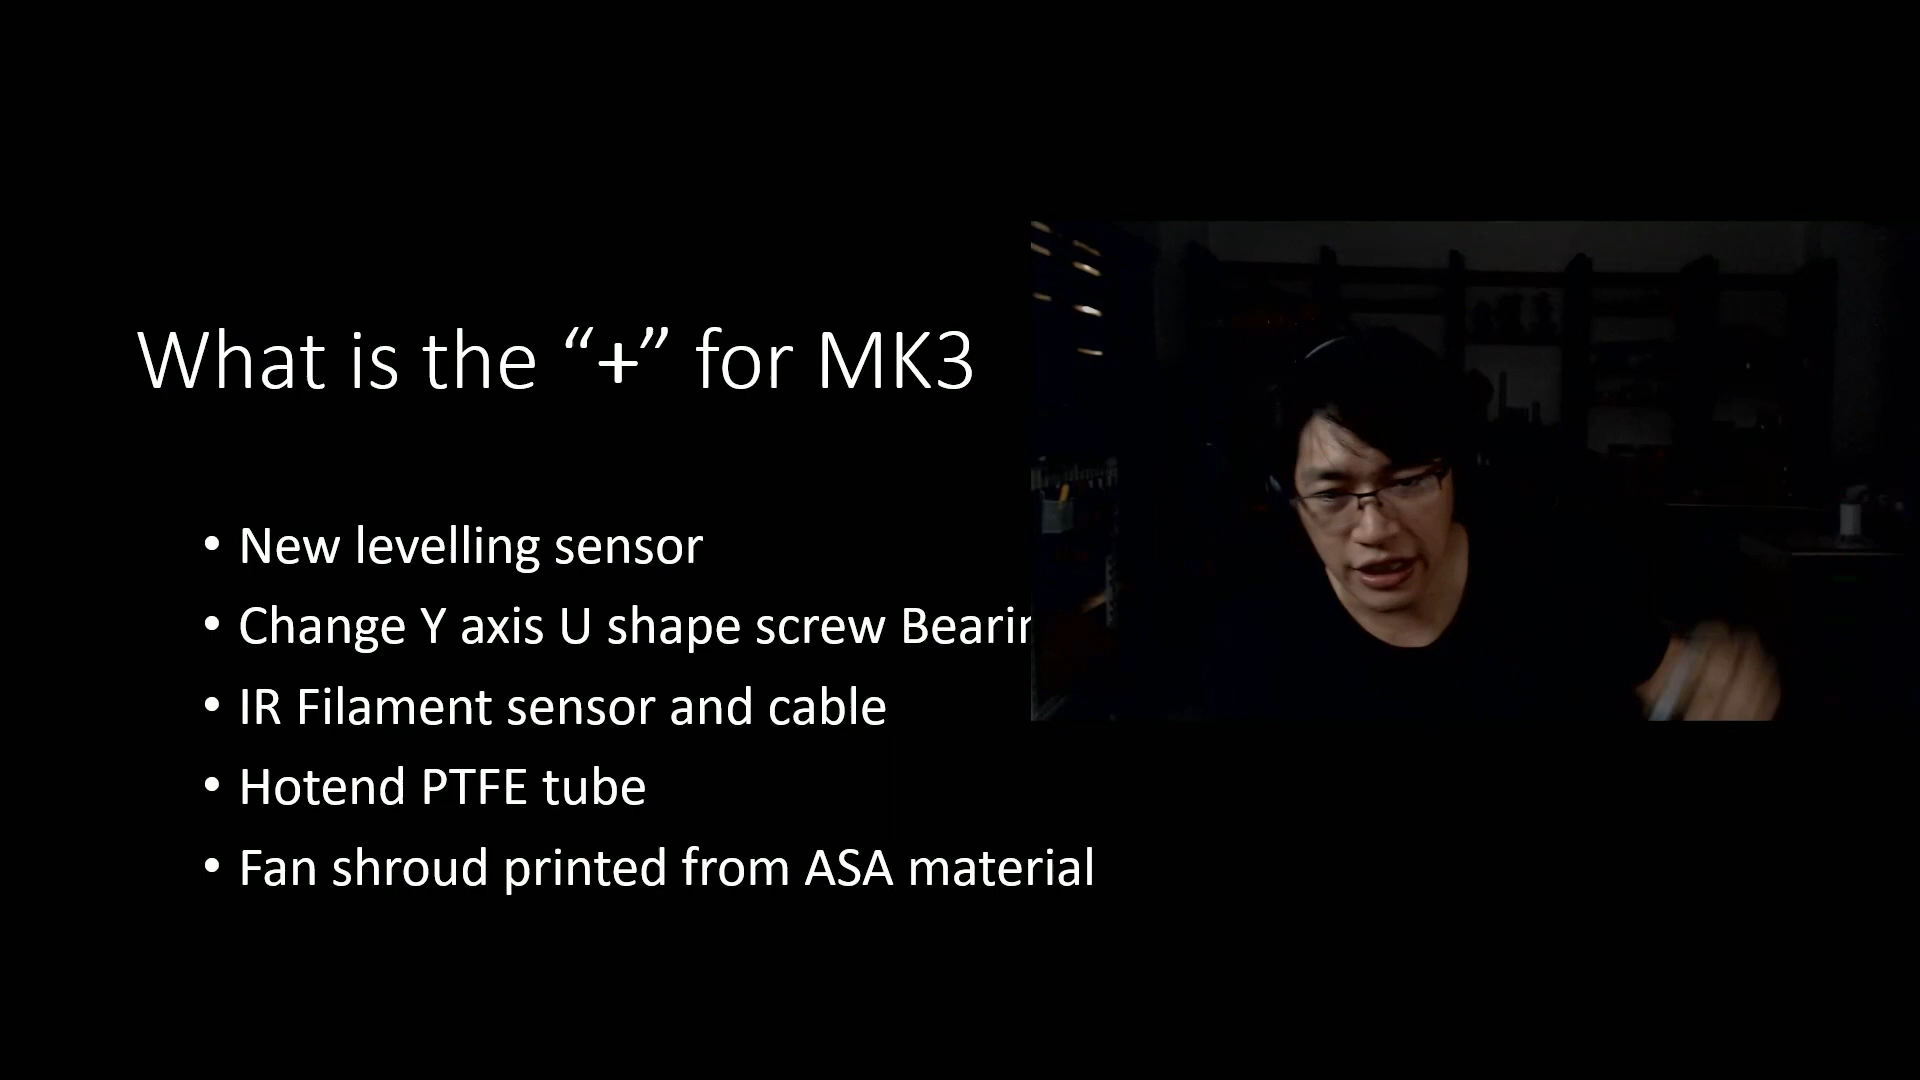 What is the “+” for MK3
• New levelling sensor
• Change Y axis U shape screw
• IR Filament sensor and cable
• Hotend PTFE tube
• Fan shroud printed from ASA material